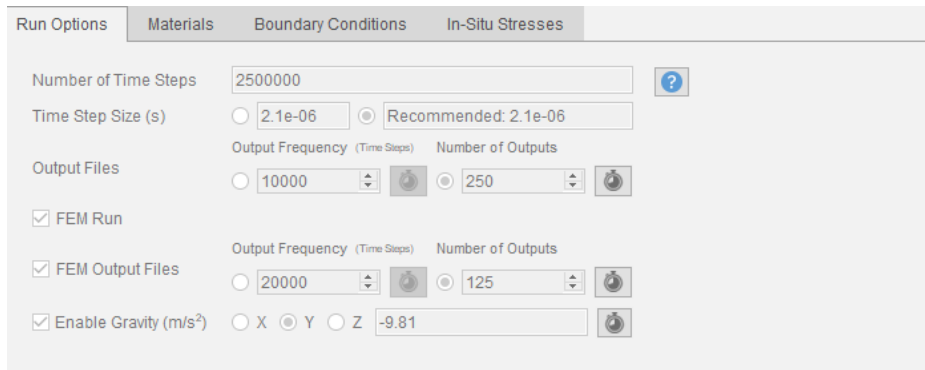 Run Options Materials Boundary Conditions In-Situ Stresses
Number of Time Steps 2500000 ?
Time Step Size (s) 2.1e-06 Recommended: 2.1e-06
Output Frequency (Time Steps) Number of Outputs
Output Files 10000 250
FEM Run
Output Frequency (Time Steps) Number of Outputs
FEM Output Files 20000 125
Enable Gravity (m/s²) X Y Z -9.81